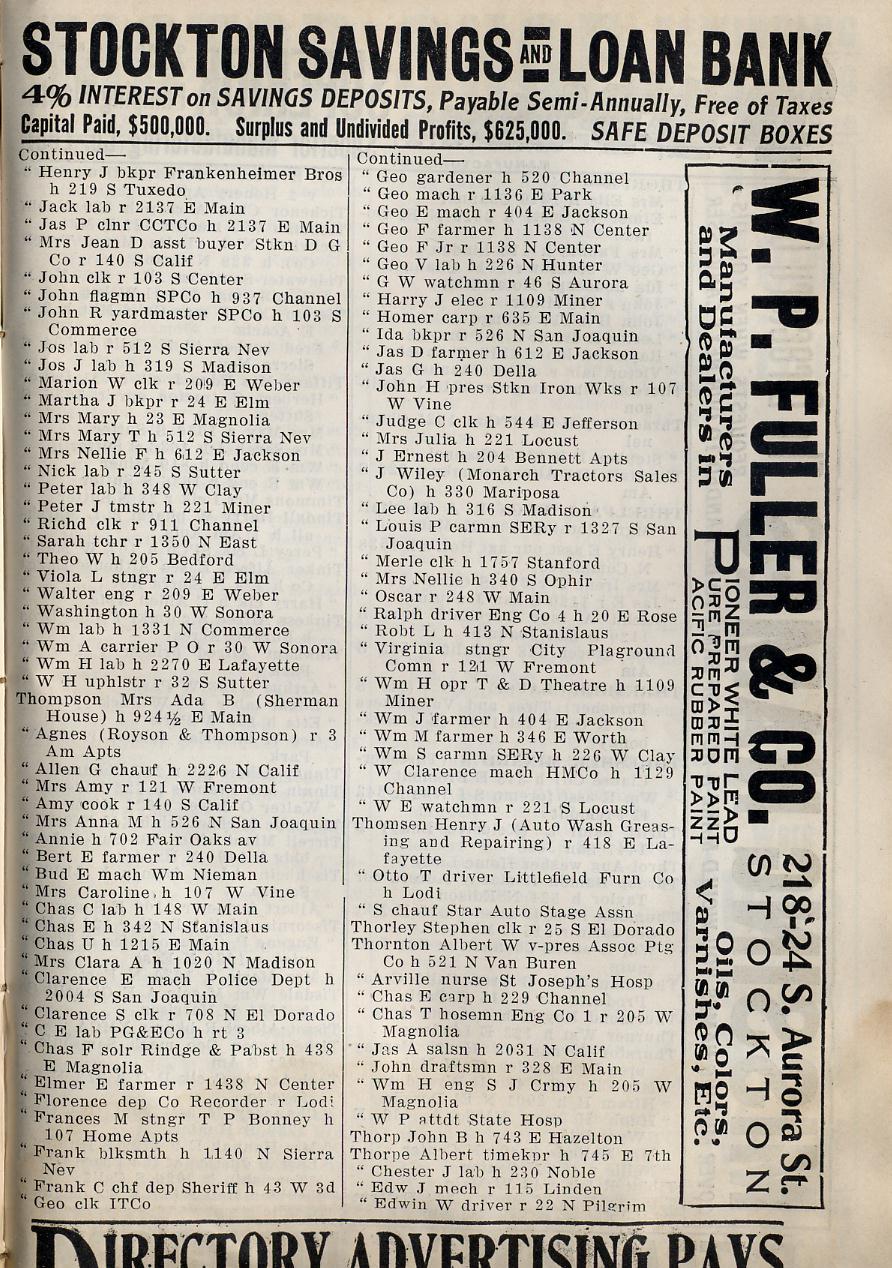 STOCKTON SAVINGS AND LOAN BANK
4% INTEREST on SAVINGS DEPOSITS, Payable Semi-Annually, Free of Taxes
Capital Paid, $500,000. Surplus and Undivided Profits, $625,000. SAFE DEPOSIT BOXES
Continued—
" Henry J bkpr Frankenheimer Bros
h 219 S Tuxedo
" Jack lab r 2137 E Main
" Jas P clnr CCTCo h 2137 E Main
" Mrs Jean D asst buyer Stkn D G
Co r 140 S Calif
" John clk r 103 S Center
" John flagmn SPCo h 937 Channel
" John R yardmaster SPCo h 103 S
Commerce
" Jos lab r 512 S Sierra Nev
" Jos J lab h 319 S Madison
" Marion W clk r 209 E Weber
" Martha J bkpr r 24 E Elm
" Mrs Mary h 23 E Magnolia
" Mrs Mary T h 512 S Sierra Nev
" Mrs Nellie F h 612 E Jackson
" Nick lab r 245 S Sutter
" Peter lab h 348 W Clay
" Peter J tmstr h 221 Miner
" Richd clk r 911 Channel
" Sarah tchr r 1350 N East
" Theo W h 205 Bedford
" Viola L stngr r 24 E Elm
" Walter eng r 209 E Weber
" Washington h 30 W Sonora
" Wm lab h 1331 N Commerce
" Wm A carrier P O r 30 W Sonora
" Wm H lab h 2270 E Lafayette
" W H uphlstr r 32 S Sutter
Thompson Mrs Ada B (Sherman
House) h 924½ E Main
" Agnes (Royson & Thompson) r 3
Am Apts
" Allen G chauf h 2226 N Calif
" Mrs Amy r 121 W Fremont
" Amy cook r 140 S Calif
" Mrs Anna M h 526 N San Joaquin
" Annie h 702 Fair Oaks av
" Bert E farmer r 240 Della
" Bud E mach Wm Nieman
" Mrs Caroline h 107 W Vine
" Chas C lab h 148 W Main
" Chas E h 342 N Stanislaus
" Chas U h 1215 E Main
" Mrs Clara A h 1020 N Madison
" Clarence E mach Police Dept h
2004 S San Joaquin
" Clarence S clk r 708 N El Dorado
" C E lab PG&ECo h rt 3
" Chas F solr Rindge & Pabst h 438
E Magnolia
" Elmer E farmer r 1438 N Center
" Florence dep Co Recorder r Lodi
" Frances M stngr T P Bonney h
107 Home Apts
" Frank blksmth h 1140 N Sierra
Nev
" Frank C chf dep Sheriff h 43 W 3d
" Geo clk ITCo
Continued—
" Geo gardener h 520 Channel
" Geo mach r 1136 E Park
" Geo E mach r 404 E Jackson
" Geo F farmer h 1138 N Center
" Geo F Jr r 1138 N Center
" Geo V lab h 226 N Hunter
" G W watchmn r 46 S Aurora
" Harry J elec r 1109 Miner
" Homer carp r 635 E Main
" Ida bkpr r 526 N San Joaquin
" Jas D farmer h 612 E Jackson
" Jas G h 240 Della
" John H pres Stkn Iron Wks r 107
W Vine
" Judge C clk h 544 E Jefferson
" Mrs Julia h 221 Locust
" J Ernest h 204 Bennett Apts
" J Wiley (Monarch Tractors Sales
Co) h 330 Mariposa
" Lee lab h 316 S Madison
" Louis P carmn SERy r 1327 S San
Joaquin
" Merle clk h 1757 Stanford
" Mrs Nellie h 340 S Ophir
" Oscar r 248 W Main
" Ralph driver Eng Co 4 h 20 E Rose
" Robt L h 413 N Stanislaus
" Virginia stngr City Plaground
Comn r 121 W Fremont
" Wm H opr T & D Theatre h 1109
Miner
" Wm J farmer h 404 E Jackson
" Wm M farmer h 346 E Worth
" Wm S carmn SERy h 226 W Clay
" W Clarence mach HMCo h 1129
Channel
" W E watchmn r 221 S Locust
Thomsen Henry J (Auto Wash Greas-
ing and Repairing) r 418 E La-
fayette
" Otto T driver Littlefield Furn Co
h Lodi
" S chauf Star Auto Stage Assn
Thorley Stephen clk r 25 S El Dorado
Thornton Albert W v-pres Assoc Ptg
Co h 521 N Van Buren
" Arville nurse St Joseph's Hosp
" Chas E carp h 229 Channel
" Chas T hosemn Eng Co 1 r 205 W
Magnolia
" Jas A salsn h 2031 N Calif
" John draftsmn r 328 E Main
" Wm H eng S J Crmy h 205 W
Magnolia
" W P attdt State Hosp
Thorp John B h 743 E Hazelton
Thorpe Albert timekpr h 745 E 7th
" Chester J lab h 230 Noble
" Edw J mech r 115 Linden
" Edwin W driver r 22 N Pilgrim
W. P. FULLER & CO. 218-24 S. Aurora St.
STOCKTON
Manufacturers
and Dealers in
PIONEER WHITE LEAD
PURE PREPARED PAINT
PACIFIC RUBBER PAINT
Oils, Colors,
Varnishes, Etc.
DIRECTORY ADVERTISING PAYS